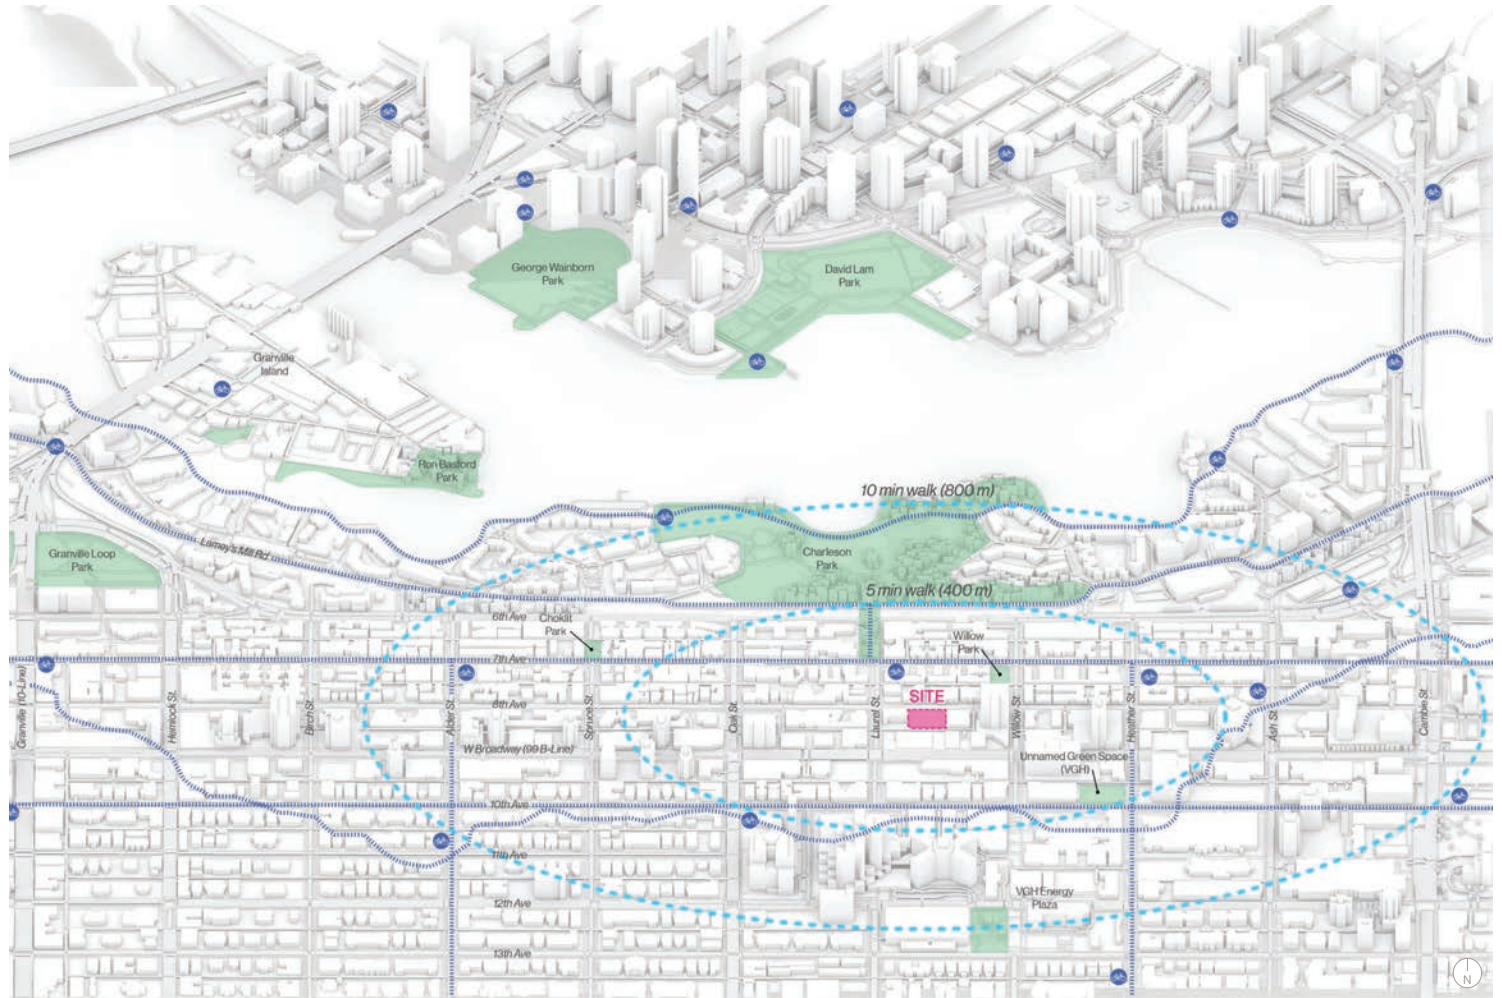 George Wainborn
Park
David Lam
Park
Granville
Island
Ron Basford
Park
10 min walk (800 m)
Granville Loop
Park
Lamey's Mill Rd
Charleson
Park
5 min walk (400 m)
6th Ave
Choklit
Park
Willow
Park
7th Ave
SITE
8th Ave
Granville (10-Line)
Hemlock St.
Birch St.
Alder St.
Spruce St.
Oak St.
Laurel St.
Willow St.
Heather St.
Ash St.
Cambie St.
W Broadway (99 B-Line)
Unnamed Green Space
(VGH)
10th Ave
11th Ave
VGH Energy
Plaza
12th Ave
13th Ave
N